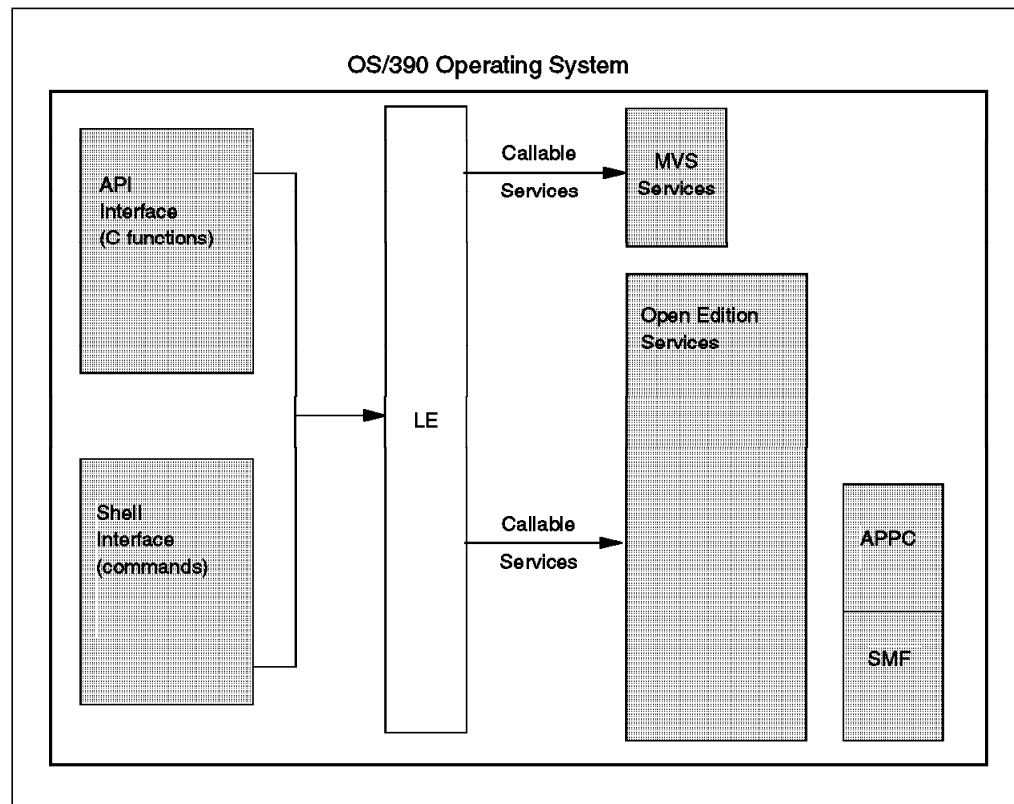 OS/390 Operating System
API
Interface
(C functions)
Shell
Interface
(commands)
LE
Callable
Services
MVS
Services
Callable
Services
Open Edition
Services
APPC
SMF